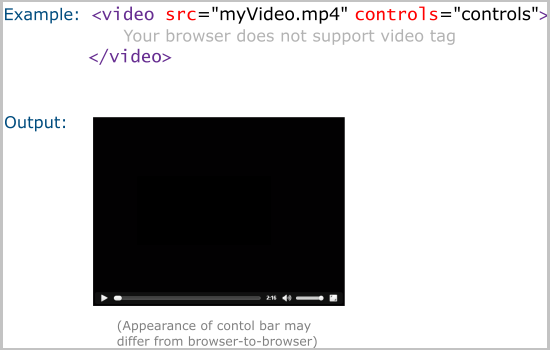 Example: <video src="myVideo.mp4" controls="controls">
Your browser does not support video tag
</video>
Output:
2:16
(Appearance of contol bar may
differ from browser-to-browser)